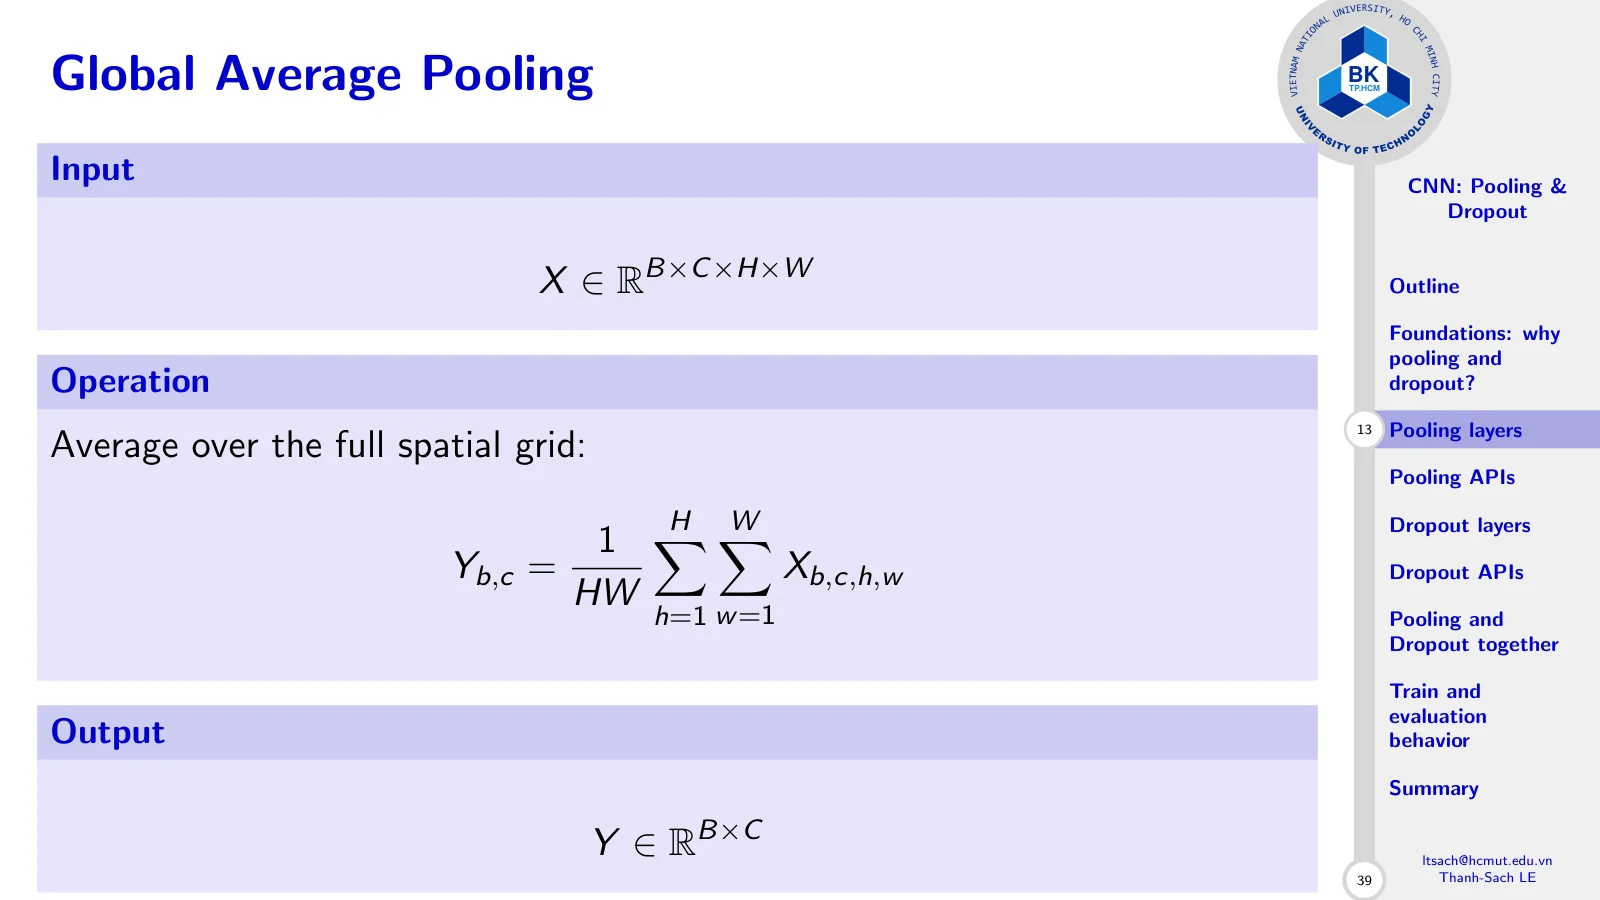 Global Average Pooling
Input
X ∈ ℝ^{B×C×H×W}
Operation
Average over the full spatial grid:
Y_{b,c} = \frac{1}{HW} \sum_{h=1}^{H} \sum_{w=1}^{W} X_{b,c,h,w}
Output
Y ∈ ℝ^{B×C}
VIETNAM NATIONAL UNIVERSITY, HO CHI MINH CITY
BK
TP.HCM
UNIVERSITY OF TECHNOLOGY
CNN: Pooling &
Dropout
Outline
Foundations: why
pooling and
dropout?
13
Pooling layers
Pooling APIs
Dropout layers
Dropout APIs
Pooling and
Dropout together
Train and
evaluation
behavior
Summary
ltsach@hcmut.edu.vn
Thanh-Sach LE
39